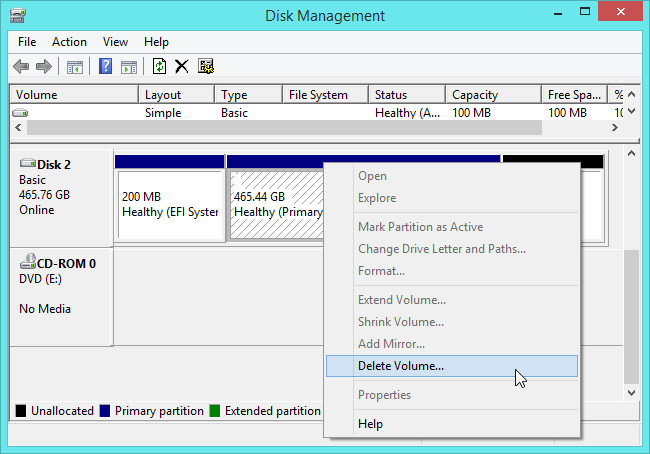 Disk Management
File Action View Help
Volume Layout Type File System Status Capacity Free Spa... %
Simple Basic Healthy (A... 100 MB 100 MB
Disk 2
Basic
465.76 GB
Online
200 MB
Healthy (EFI Syster
465.44 GB
Healthy (Primary
CD-ROM 0
DVD (E:)
No Media
Unallocated Primary partition Extended partition
Open
Explore
Mark Partition as Active
Change Drive Letter and Paths...
Format...
Extend Volume...
Shrink Volume...
Add Mirror...
Delete Volume...
Properties
Help